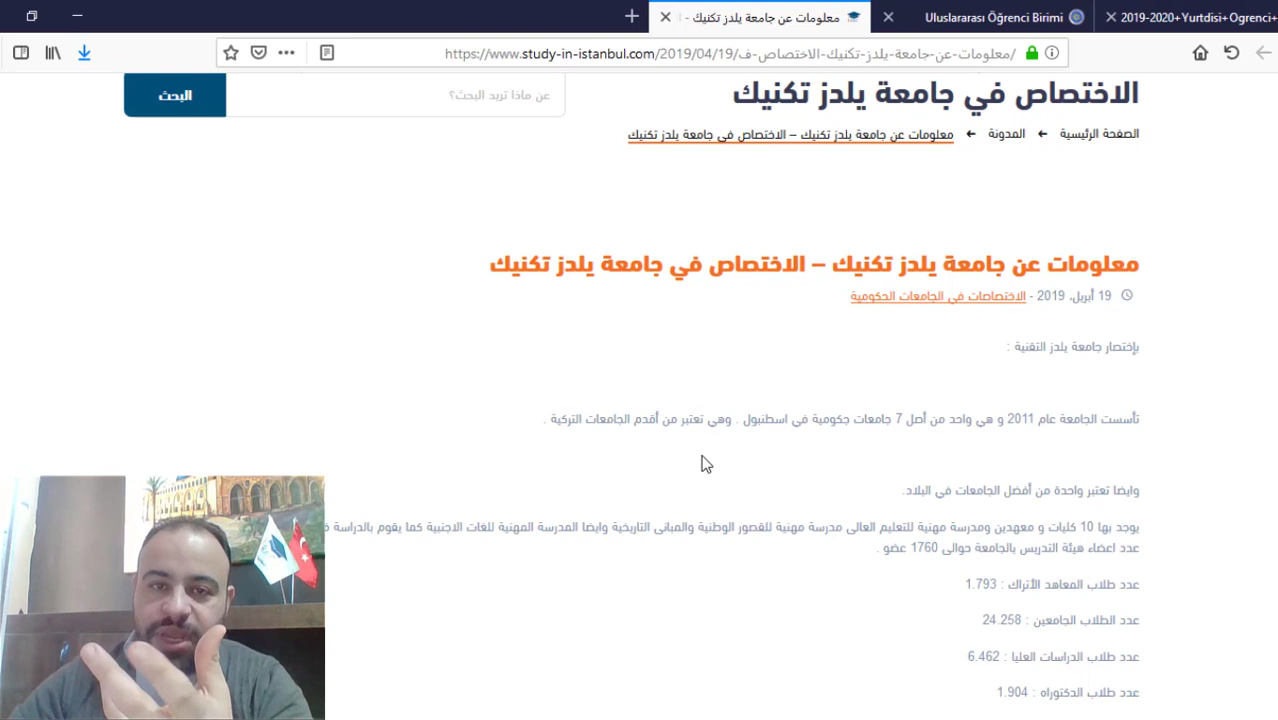 معلومات عن جامعة يلدز تكنيك -
Uluslararası Öğrenci Birimi
2019-2020+Yurtdisi+Ogrenci+
https://www.study-in-istanbul.com/2019/04/19/معلومات-عن-جامعة-يلدز-تكنيك-الاختصاص-ف/
الاختصاص في جامعة يلدز تكنيك
عن ماذا تريد البحث؟
البحث
الصفحة الرئيسية ← المدونة ← معلومات عن جامعة يلدز تكنيك – الاختصاص في جامعة يلدز تكنيك
معلومات عن جامعة يلدز تكنيك – الاختصاص في جامعة يلدز تكنيك
19 أبريل، 2019 - الاختصاصات في الجامعات الحكومية
بإختصار جامعة يلدز التقنية :
تأسست الجامعة عام 2011 و هي واحد من أصل 7 جامعات جكومية في اسطنبول . وهي تعتبر من أقدم الجامعات التركية .
وايضا تعتبر واحدة من أفضل الجامعات في البلاد.
يوجد بها 10 كليات و معهدين ومدرسة مهنية للتعليم العالى مدرسة مهنية للقصور الوطنية والمبانى التاريخية وايضا المدرسة المهنية للغات الاجنبية كما يقوم بالدراسة
عدد اعضاء هيئة التدريس بالجامعة حوالى 1760 عضو .
عدد طلاب المعاهد الأتراك : 1.793
عدد الطلاب الجامعين : 24.258
عدد طلاب الدراسات العليا : 6.462
عدد طلاب الدكتوراه : 1.904